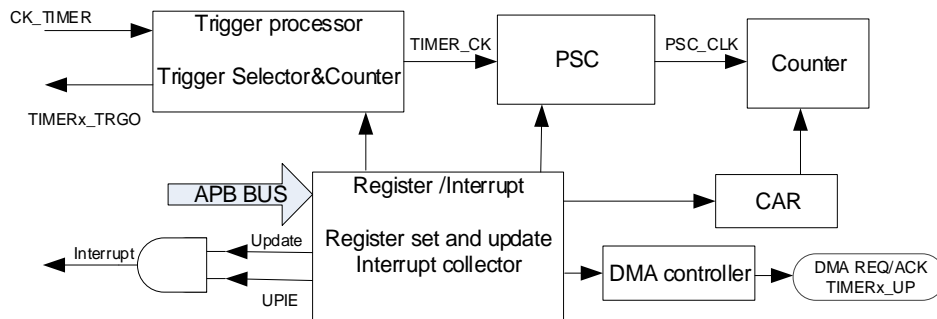 CK_TIMER
Trigger processor
Trigger Selector&Counter
TIMERx_TRGO
TIMER_CK
PSC
PSC_CLK
Counter
APB BUS
Register /Interrupt
Register set and update
Interrupt collector
CAR
Interrupt
Update
UPIE
DMA controller
DMA REQ/ACK
TIMERx_UP